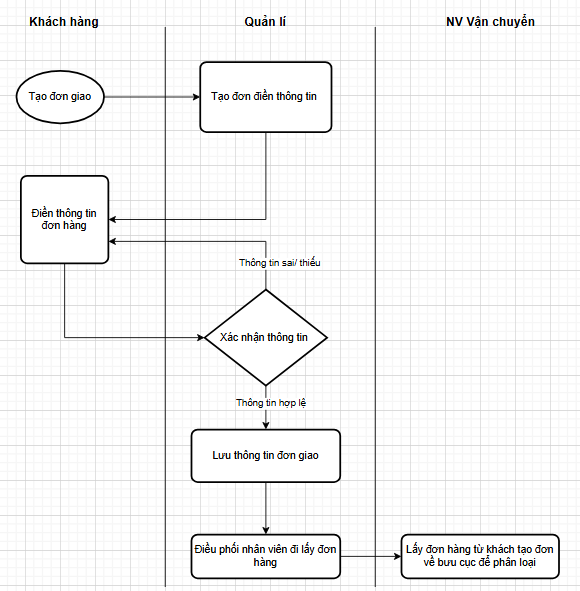 Khách hàng
Quản lí
NV Vận chuyển
Tạo đơn giao
Tạo đơn điền thông tin
Điền thông tin
đơn hàng
Thông tin sai/ thiếu
Xác nhận thông tin
Thông tin hợp lệ
Lưu thông tin đơn giao
Điều phối nhân viên đi lấy đơn
hàng
Lấy đơn hàng từ khách tạo đơn
về bưu cục để phân loại